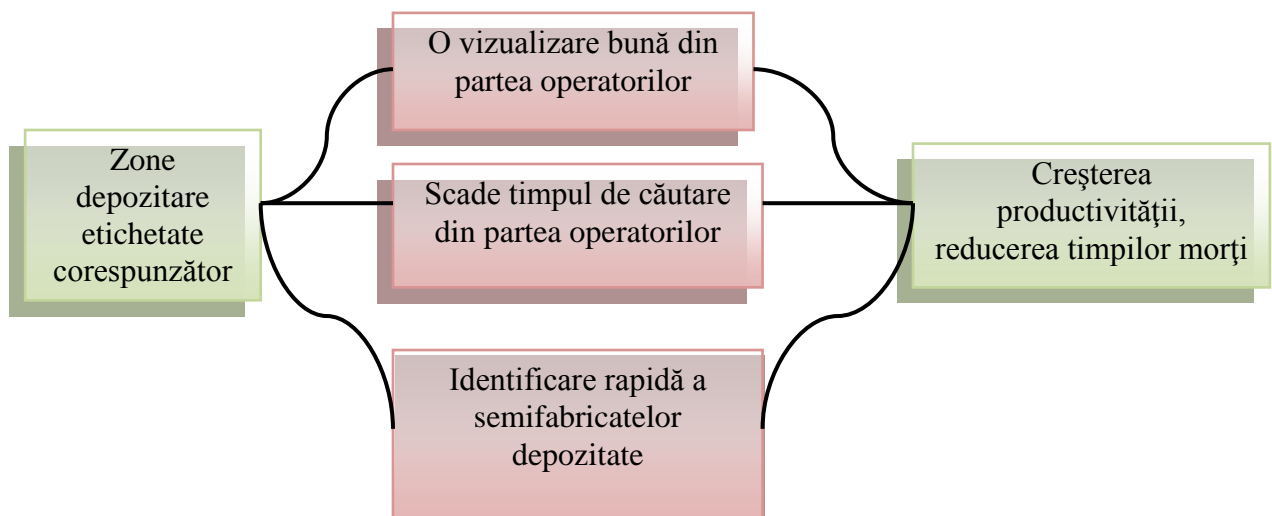 Zone
depozitare
etichetate
corespunzător
O vizualizare bună din
partea operatorilor
Scade timpul de căutare
din partea operatorilor
Identificare rapidă a
semifabricatelor
depozitate
Creşterea
productivităţii,
reducerea timpilor morţi